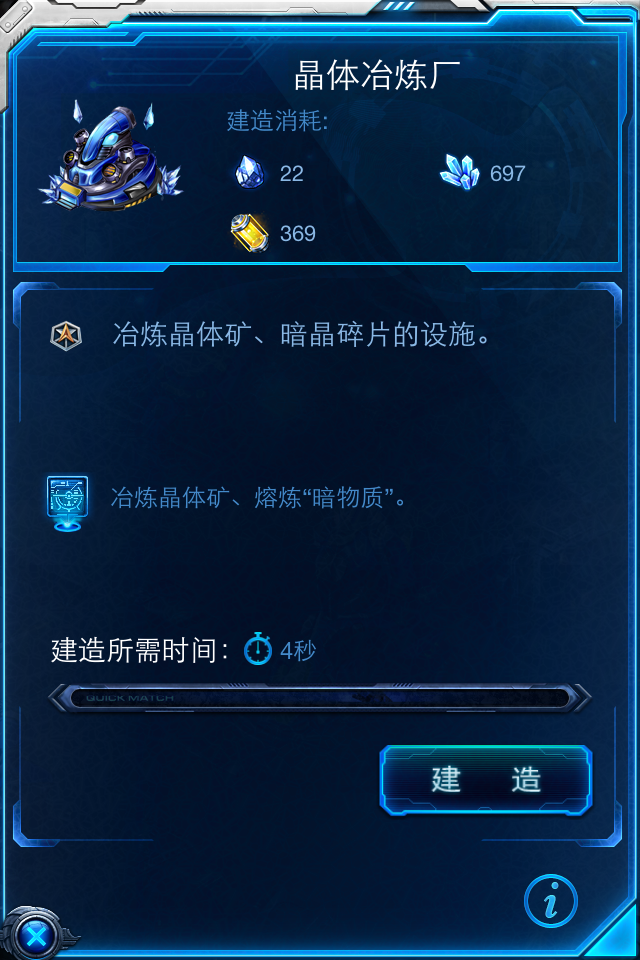 晶体冶炼厂
建造消耗:
22
697
369
冶炼晶体矿、暗晶碎片的设施。
冶炼晶体矿、熔炼“暗物质”。
建造所需时间: 4秒
QUICK MATCH
建 造
i